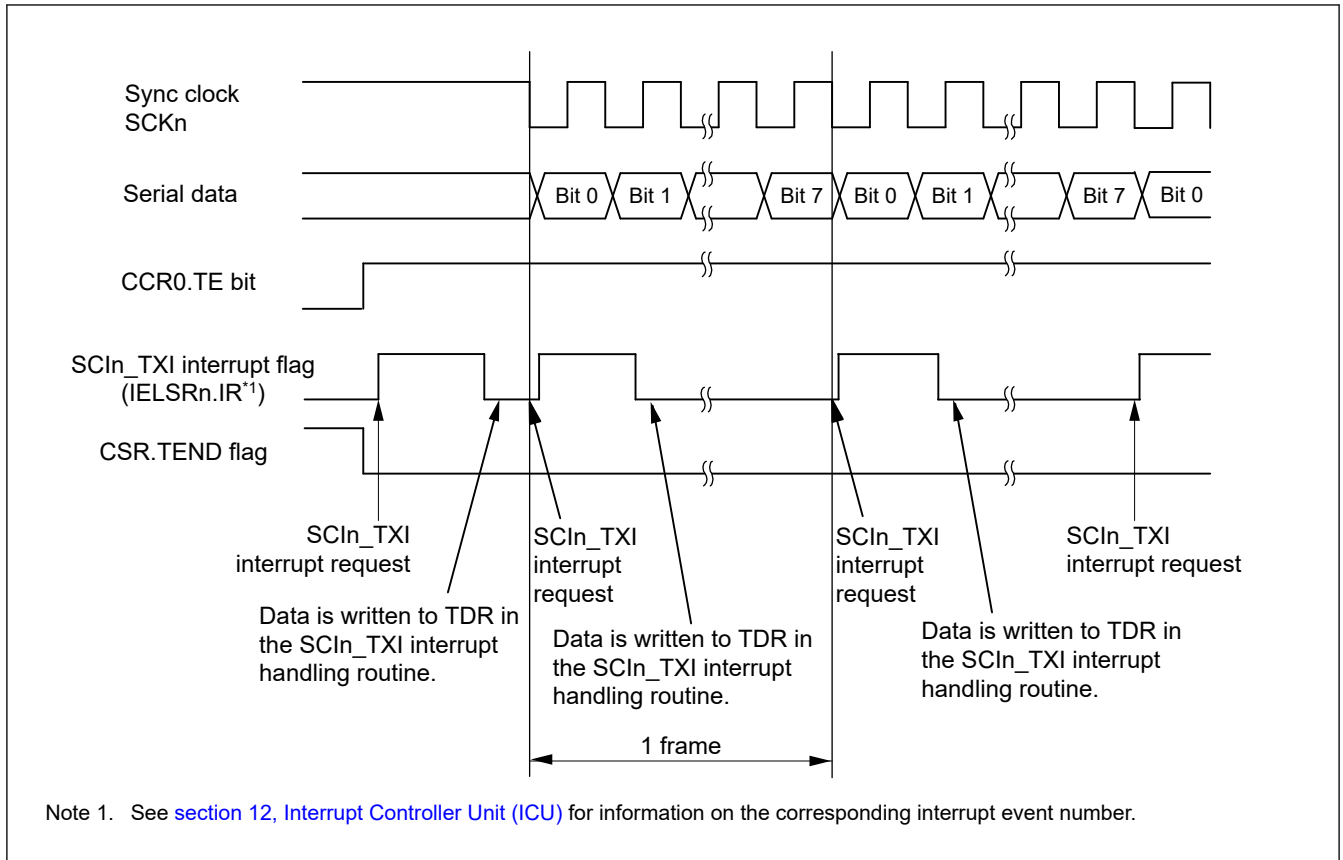 Sync clock
SCKn
Serial data
Bit 0 Bit 1 Bit 7 Bit 0 Bit 1 Bit 7 Bit 0
CCR0.TE bit
SCIn_TXI interrupt flag
(IELSRn.IR*1)
CSR.TEND flag
SCIn_TXI
interrupt request
Data is written to TDR in
the SCIn_TXI interrupt
handling routine.
SCIn_TXI
interrupt
request
Data is written to TDR in
the SCIn_TXI interrupt
handling routine.
SCIn_TXI
interrupt
request
Data is written to TDR in
the SCIn_TXI interrupt
handling routine.
SCIn_TXI
interrupt request
1 frame
Note 1. See section 12, Interrupt Controller Unit (ICU) for information on the corresponding interrupt event number.